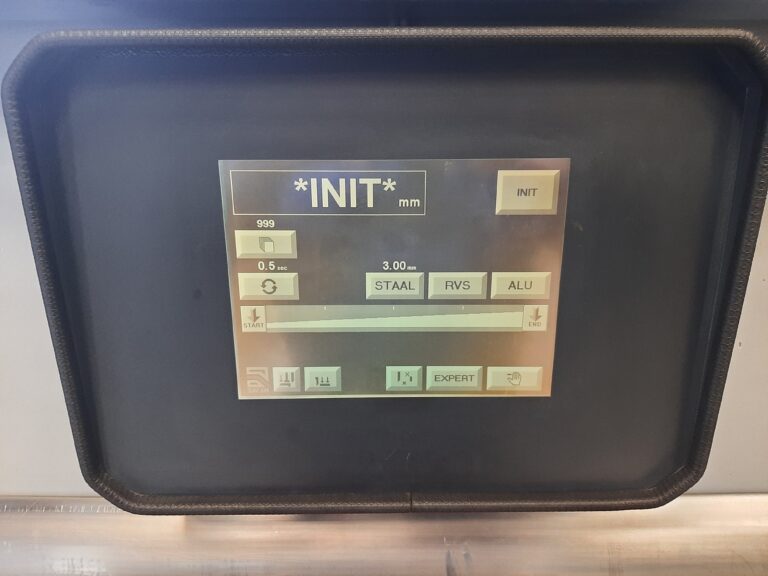 *INIT* mm
INIT
999
0.5 sec
3.00 mm
STAAL RVS ALU
START END
EXPERT